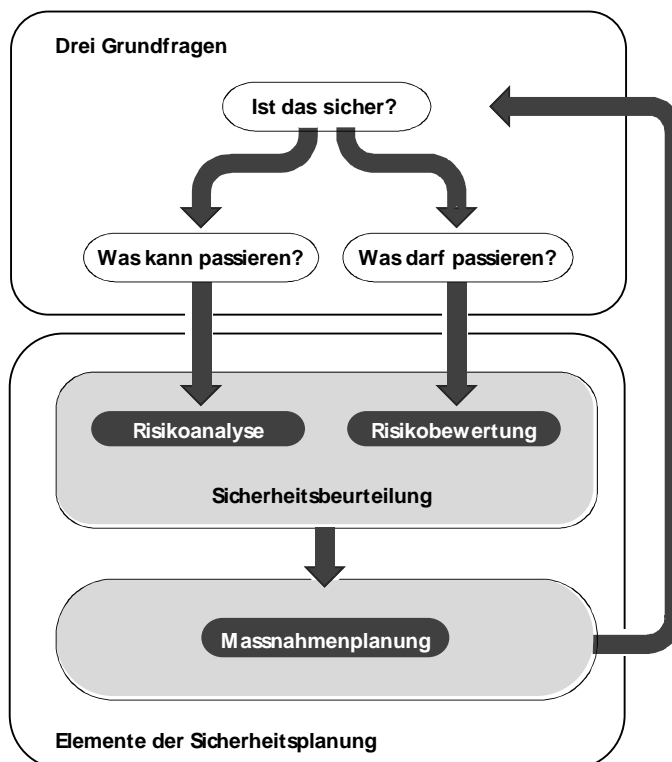 Drei Grundfragen
Ist das sicher?
Was kann passieren?
Was darf passieren?
Risikoanalyse
Risikobewertung
Sicherheitsbeurteilung
Massnahmenplanung
Elemente der Sicherheitsplanung